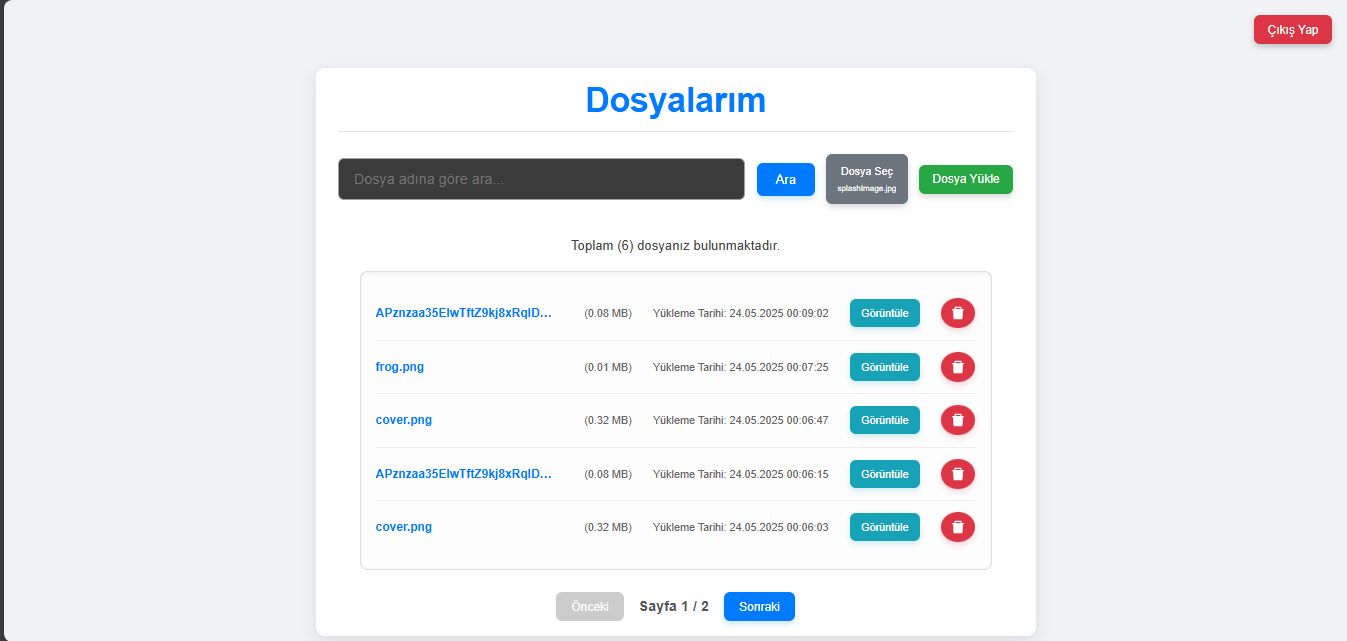 Çıkış Yap
Dosyalarım
Dosya adına göre ara...
Ara
Dosya Seç
splashImage.jpg
Dosya Yükle
Toplam (6) dosyanız bulunmaktadır.
APznzaa35ElwTftZ9kj8xRqlD... (0.08 MB) Yükleme Tarihi: 24.05.2025 00:09:02 Görüntüle
frog.png (0.01 MB) Yükleme Tarihi: 24.05.2025 00:07:25 Görüntüle
cover.png (0.32 MB) Yükleme Tarihi: 24.05.2025 00:06:47 Görüntüle
APznzaa35ElwTftZ9kj8xRqlD... (0.08 MB) Yükleme Tarihi: 24.05.2025 00:06:15 Görüntüle
cover.png (0.32 MB) Yükleme Tarihi: 24.05.2025 00:06:03 Görüntüle
Önceki Sayfa 1 / 2 Sonraki